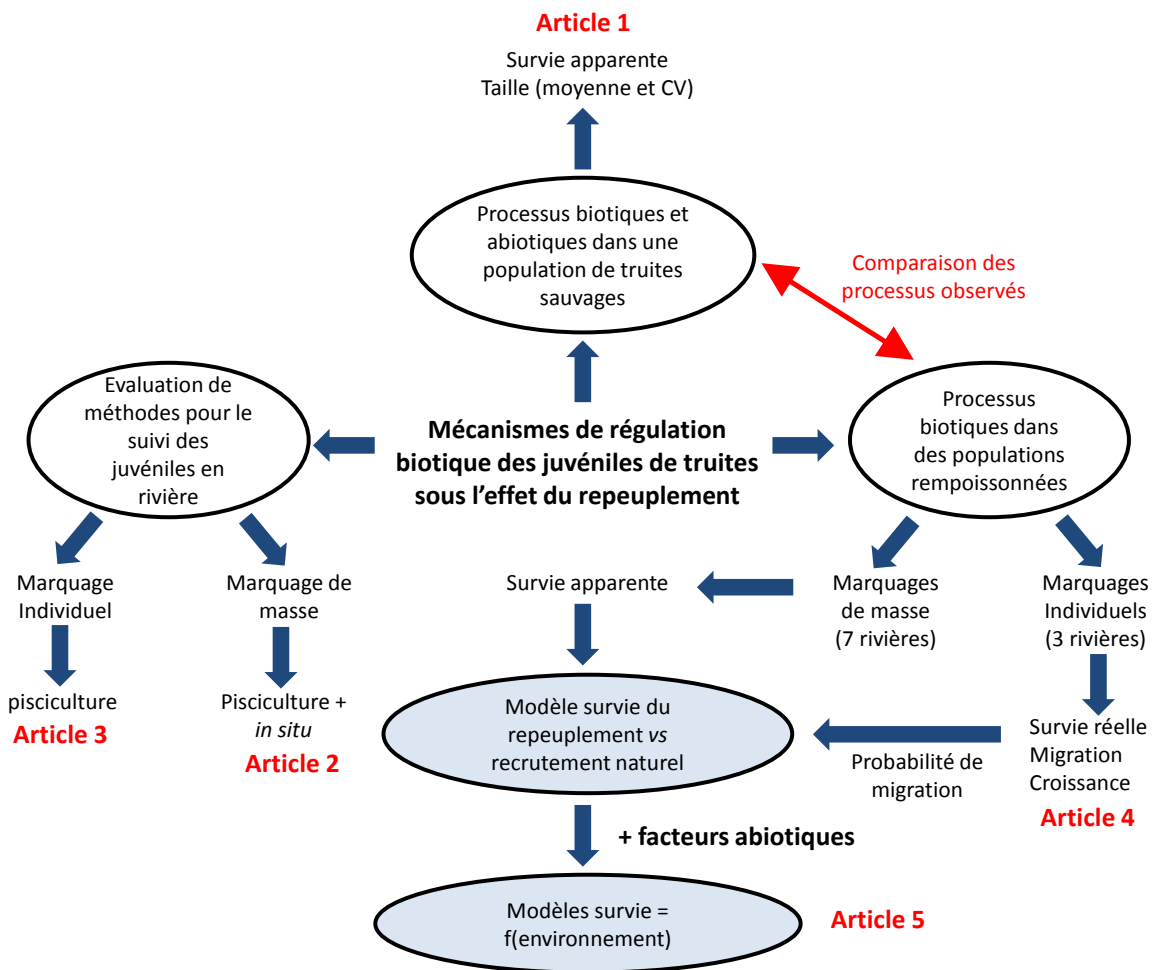 Article 1
Survie apparente
Taille (moyenne et CV)
Processus biotiques et
abiotiques dans une
population de truites
sauvages
Comparaison des
processus observés
Evaluation de
méthodes pour le
suivi des
juvéniles en
rivière
Mécanismes de régulation
biotique des juvéniles de truites
sous l'effet du repeuplement
Processus
biotiques dans
des populations
rempoissonnées
Marquage
Individuel
Marquage de
masse
Survie apparente
Marquages
de masse
(7 rivières)
Marquages
Individuels
(3 rivières)
pisciculture
Article 3
Pisciculture +
in situ
Article 2
Modèle survie du
repeuplement vs
recrutement naturel
Probabilité de
migration
Survie réelle
Migration
Croissance
Article 4
+ facteurs abiotiques
Modèles survie =
f(environnement)
Article 5